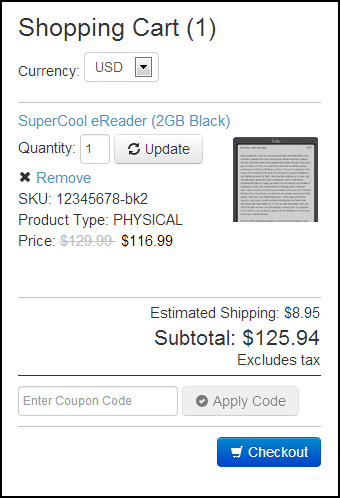 Shopping Cart (1)
Currency: USD
SuperCool eReader (2GB Black)
Quantity: 1 Update
Remove
SKU: 12345678-bk2
Product Type: PHYSICAL
Price: $129.99 $116.99
Estimated Shipping: $8.95
Subtotal: $125.94
Excludes tax
Enter Coupon Code Apply Code
Checkout